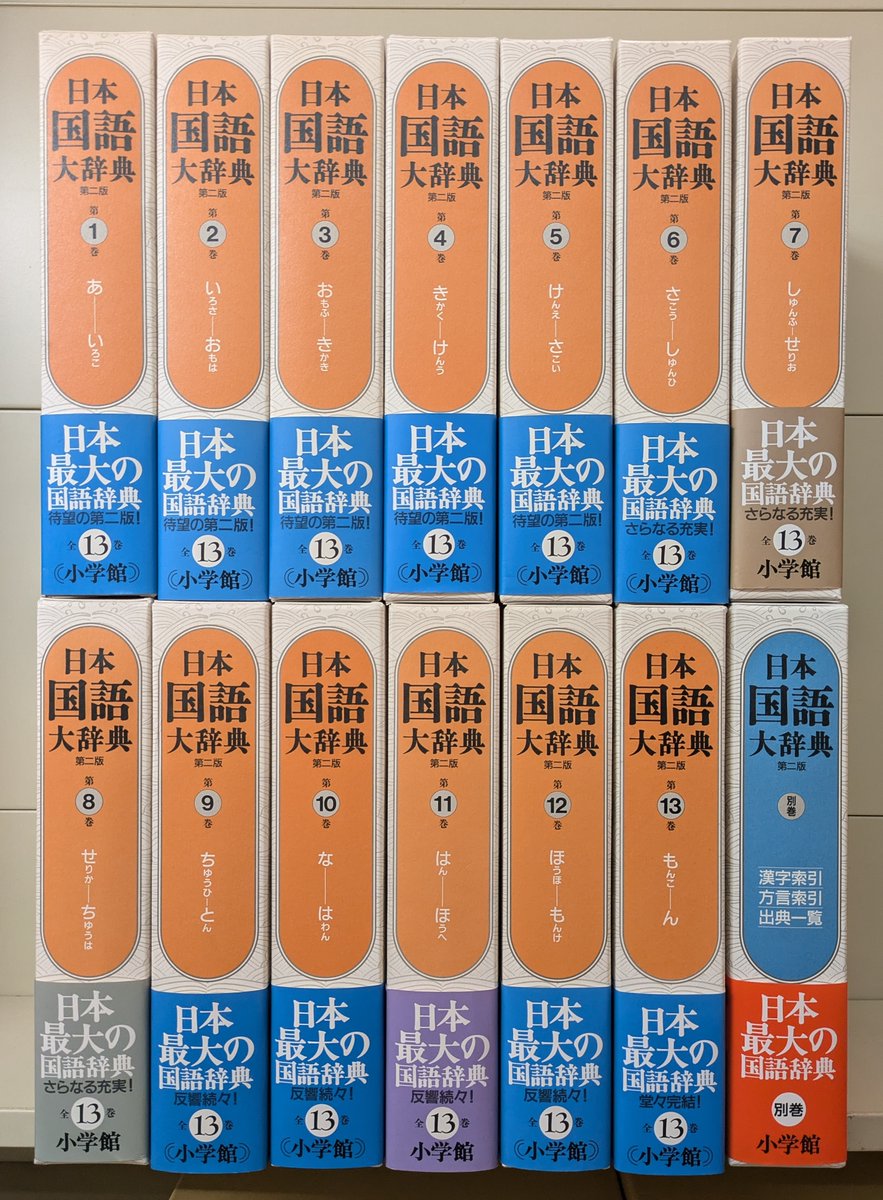 日本
国語
大辞典
第二版
第
1
巻
あ——いろこ
日本
最大の
国語辞典
待望の第二版!
全13巻
《小学館》
日本
国語
大辞典
第二版
第
2
巻
いろさ——おもは
日本
最大の
国語辞典
待望の第二版!
全13巻
《小学館》
日本
国語
大辞典
第二版
第
3
巻
おもふ——きかき
日本
最大の
国語辞典
待望の第二版!
全13巻
《小学館》
日本
国語
大辞典
第二版
第
4
巻
きかく——けんう
日本
最大の
国語辞典
待望の第二版!
全13巻
《小学館》
日本
国語
大辞典
第二版
第
5
巻
けんえ——さこい
日本
最大の
国語辞典
待望の第二版!
全13巻
《小学館》
日本
国語
大辞典
第二版
第
6
巻
さこう——しゅんひ
日本
最大の
国語辞典
さらなる充実!
全13巻
《小学館》
日本
国語
大辞典
第二版
第
7
巻
しゅんふ——せりお
日本
最大の
国語辞典
さらなる充実!
全13巻
小学館
日本
国語
大辞典
第二版
第
8
巻
せりか——ちゅうは
日本
最大の
国語辞典
さらなる充実!
全13巻
小学館
日本
国語
大辞典
第二版
第
9
巻
ちゅうひ——とん
日本
最大の
国語辞典
反響続々!
全13巻
《小学館》
日本
国語
大辞典
第二版
第
10
巻
な——はわん
日本
最大の
国語辞典
反響続々!
全13巻
《小学館》
日本
国語
大辞典
第二版
第
11
巻
はん——ほうへ
日本
最大の
国語辞典
反響続々!
全13巻
小学館
日本
国語
大辞典
第二版
第
12
巻
ほうほ——もんけ
日本
最大の
国語辞典
反響続々!
全13巻
《小学館》
日本
国語
大辞典
第二版
第
13
巻
もんこ——ん
日本
最大の
国語辞典
堂々完結!
全13巻
《小学館》
日本
国語
大辞典
第二版
別巻
漢字索引
方言索引
出典一覧
日本
最大の
国語辞典
別巻
小学館